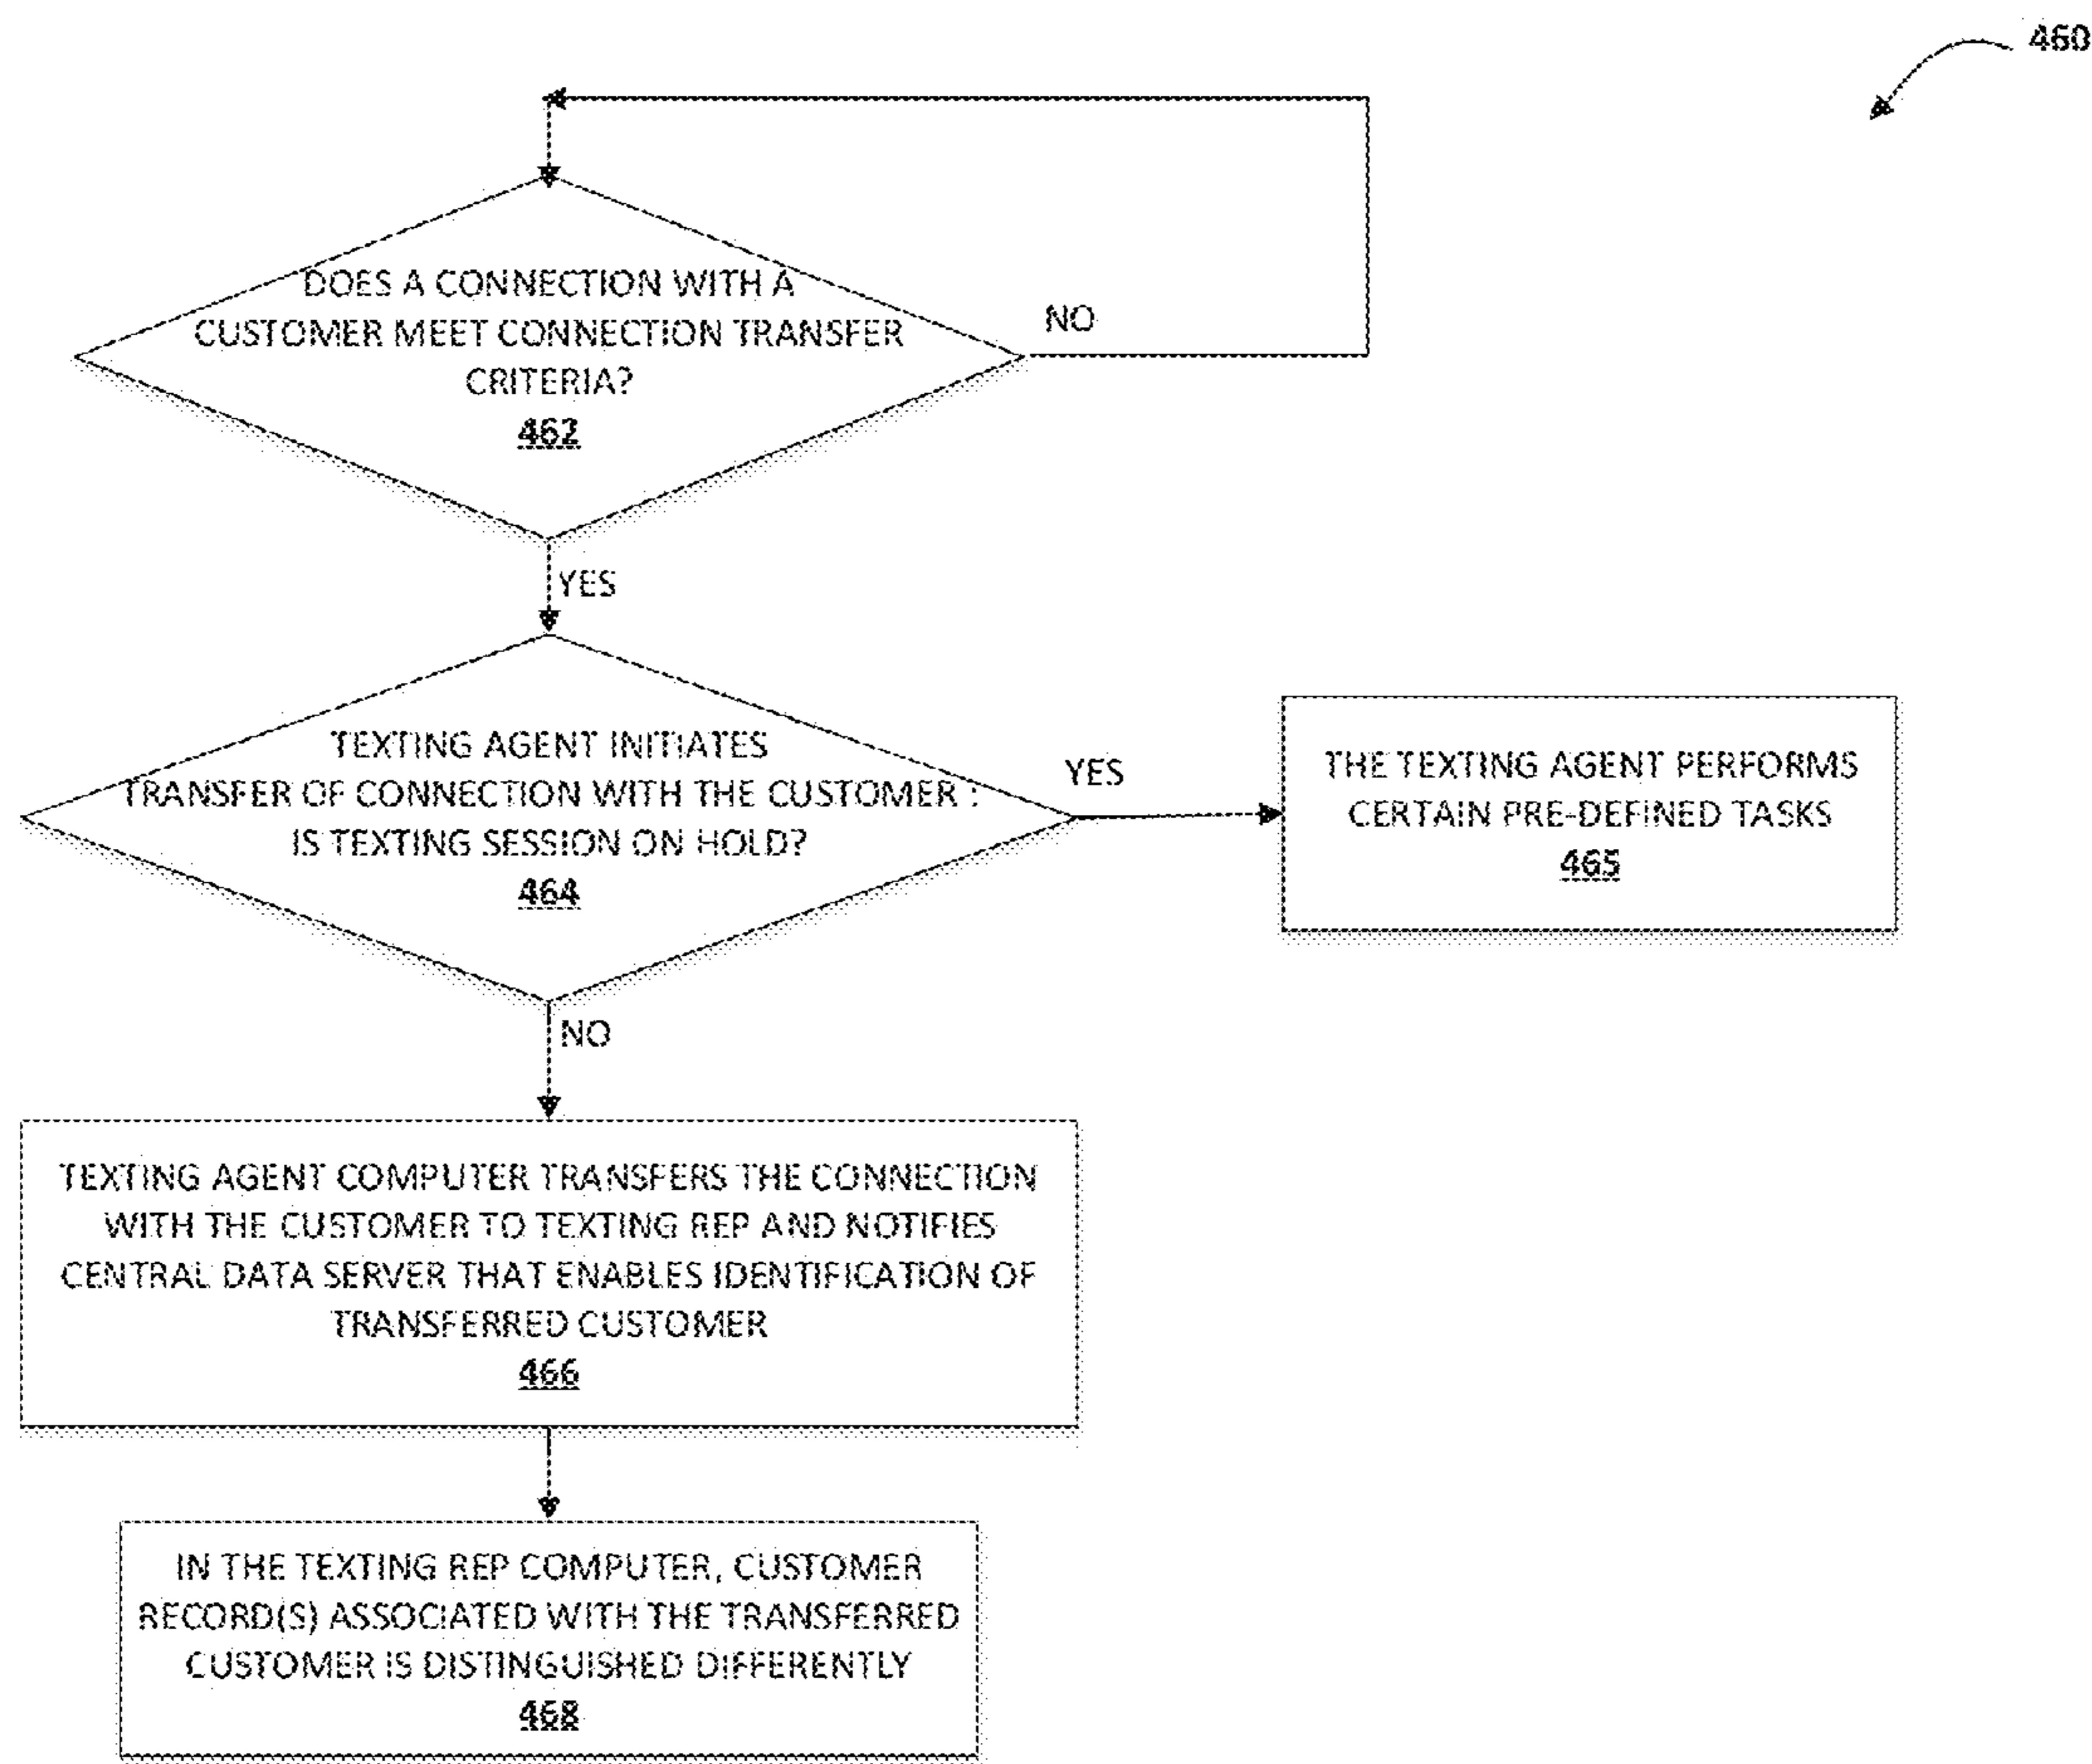 460
DOES A CONNECTION WITH A
CUSTOMER MEET CONNECTION TRANSFER
CRITERIA?
462
NO
YES
TEXTING AGENT INITIATES
TRANSFER OF CONNECTION WITH THE CUSTOMER :
IS TEXTING SESSION ON HOLD?
464
YES
THE TEXTING AGENT PERFORMS
CERTAIN PRE-DEFINED TASKS
465
NO
TEXTING AGENT COMPUTER TRANSFERS THE CONNECTION
WITH THE CUSTOMER TO TEXTING REP AND NOTIFIES
CENTRAL DATA SERVER THAT ENABLES IDENTIFICATION OF
TRANSFERRED CUSTOMER
466
IN THE TEXTING REP COMPUTER, CUSTOMER
RECORD(S) ASSOCIATED WITH THE TRANSFERRED
CUSTOMER IS DISTINGUISHED DIFFERENTLY
468